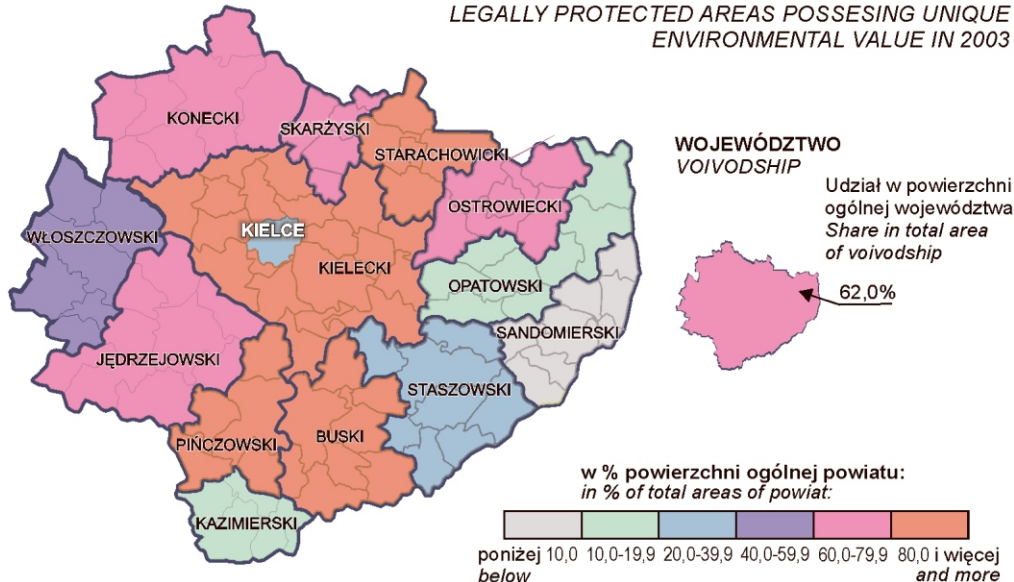 LEGALLY PROTECTED AREAS POSSESING UNIQUE
ENVIRONMENTAL VALUE IN 2003
KONECKI
SKARŻYSKI
STARACHOWICKI
OSTROWIECKI
WŁOSZCZOWSKI
KIELCE
KIELECKI
OPATOWSKI
SANDOMIERSKI
JĘDRZEJOWSKI
STASZOWSKI
PIŃCZOWSKI
BUSKI
KAZIMIERSKI
WOJEWÓDZTWO
VOIVODSHIP
Udział w powierzchni
ogólnej województwa
Share in total area
of voivodship
62,0%
w % powierzchni ogólnej powiatu:
in % of total areas of powiat:
poniżej 10,0 10,0-19,9 20,0-39,9 40,0-59,9 60,0-79,9 80,0 i więcej
below and more